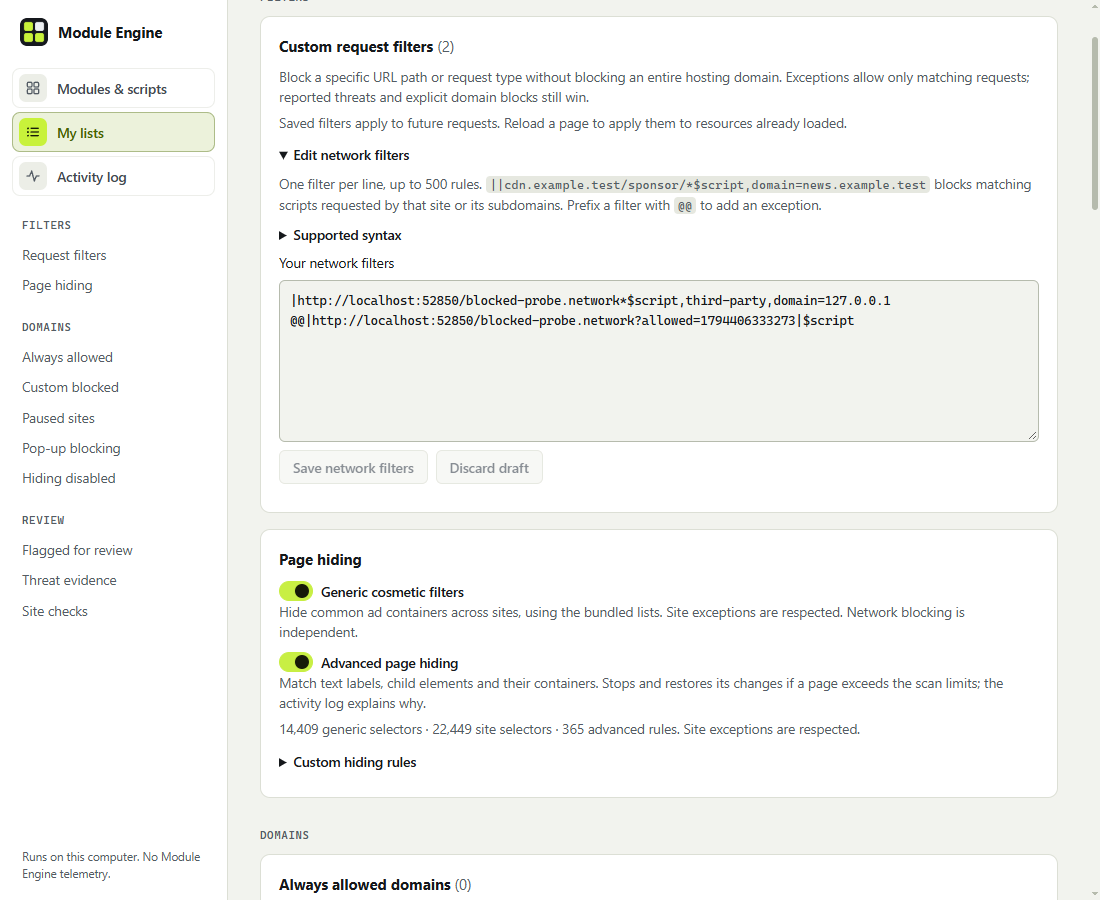 Module Engine
Modules & scripts
My lists
Activity log
FILTERS
Request filters
Page hiding
DOMAINS
Always allowed
Custom blocked
Paused sites
Pop-up blocking
Hiding disabled
REVIEW
Flagged for review
Threat evidence
Site checks
Runs on this computer. No Module
Engine telemetry.
Custom request filters (2)
Block a specific URL path or request type without blocking an entire hosting domain. Exceptions allow only matching requests;
reported threats and explicit domain blocks still win.
Saved filters apply to future requests. Reload a page to apply them to resources already loaded.
▼ Edit network filters
One filter per line, up to 500 rules. ||cdn.example.test/sponsor/*$script,domain=news.example.test blocks matching
scripts requested by that site or its subdomains. Prefix a filter with @@ to add an exception.
▶ Supported syntax
Your network filters
|http://localhost:52850/blocked-probe.network*$script,third-party,domain=127.0.0.1
@@|http://localhost:52850/blocked-probe.network?allowed=1794406333273|$script
Save network filters
Discard draft
Page hiding
Generic cosmetic filters
Hide common ad containers across sites, using the bundled lists. Site exceptions are respected. Network blocking is
independent.
Advanced page hiding
Match text labels, child elements and their containers. Stops and restores its changes if a page exceeds the scan limits; the
activity log explains why.
14,409 generic selectors · 22,449 site selectors · 365 advanced rules. Site exceptions are respected.
▶ Custom hiding rules
DOMAINS
Always allowed domains (0)